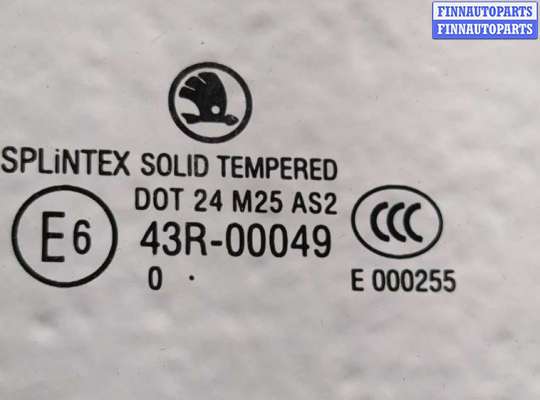 FINNAUTOPARTS
FINNAUTOPARTS
SPLiNTEX SOLID TEMPERED
DOT 24 M25 AS2
E6 43R-00049 CCC
0 . E 000255